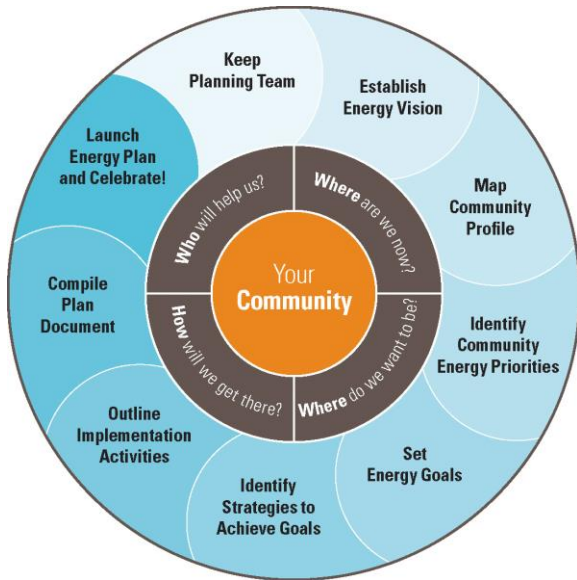 Keep
Planning Team
Establish
Energy Vision
Map
Community
Profile
Identify
Community
Energy Priorities
Set
Energy Goals
Identify
Strategies to
Achieve Goals
Outline
Implementation
Activities
Compile
Plan
Document
Launch
Energy Plan
and Celebrate!
Who will help us?
Where are we now?
Where do we want to be?
How will we get there?
Your
Community